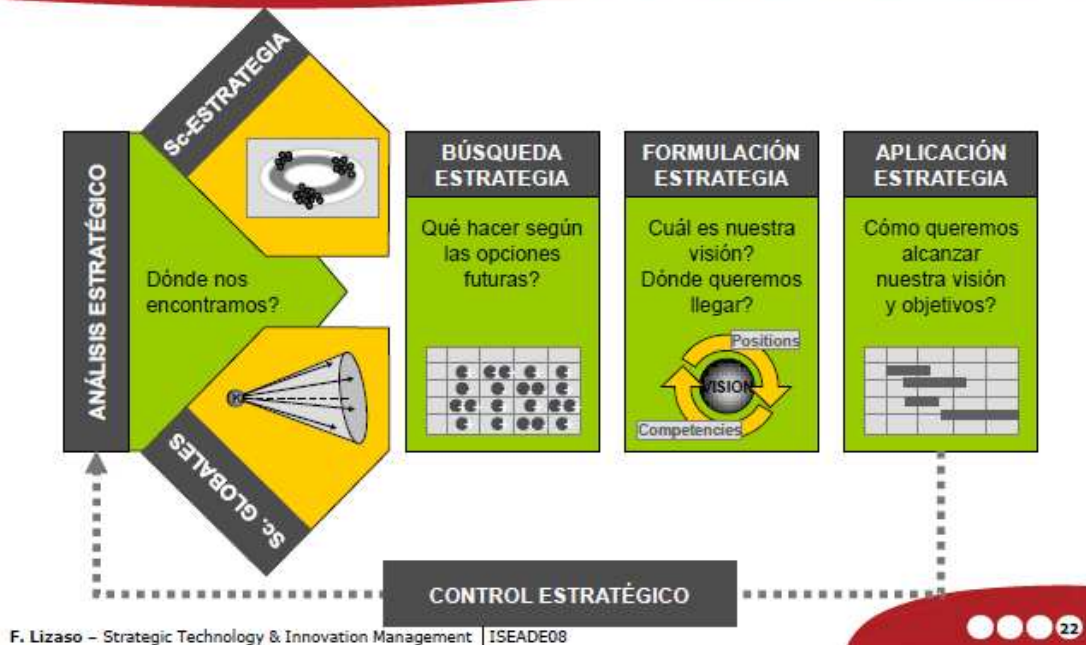 ANÁLISIS ESTRATÉGICO
Dónde nos
encontramos?
Sc-ESTRATEGIA
Sc. GLOBALES
BÚSQUEDA
ESTRATEGIA
Qué hacer según
las opciones
futuras?
FORMULACIÓN
ESTRATEGIA
Cuál es nuestra
visión?
Dónde queremos
llegar?
Positions
VISION
Competencies
APLICACIÓN
ESTRATEGIA
Cómo queremos
alcanzar
nuestra visión
y objetivos?
CONTROL ESTRATÉGICO
F. Lizaso – Strategic Technology & Innovation Management | ISEADE08
22